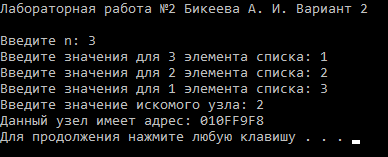 Лабораторная работа №2 Бикеева А. И. Вариант 2
Введите n: 3
Введите значения для 3 элемента списка: 1
Введите значения для 2 элемента списка: 2
Введите значения для 1 элемента списка: 3
Введите значение искомого узла: 2
Данный узел имеет адрес: 010FF9F8
Для продолжения нажмите любую клавишу . . .